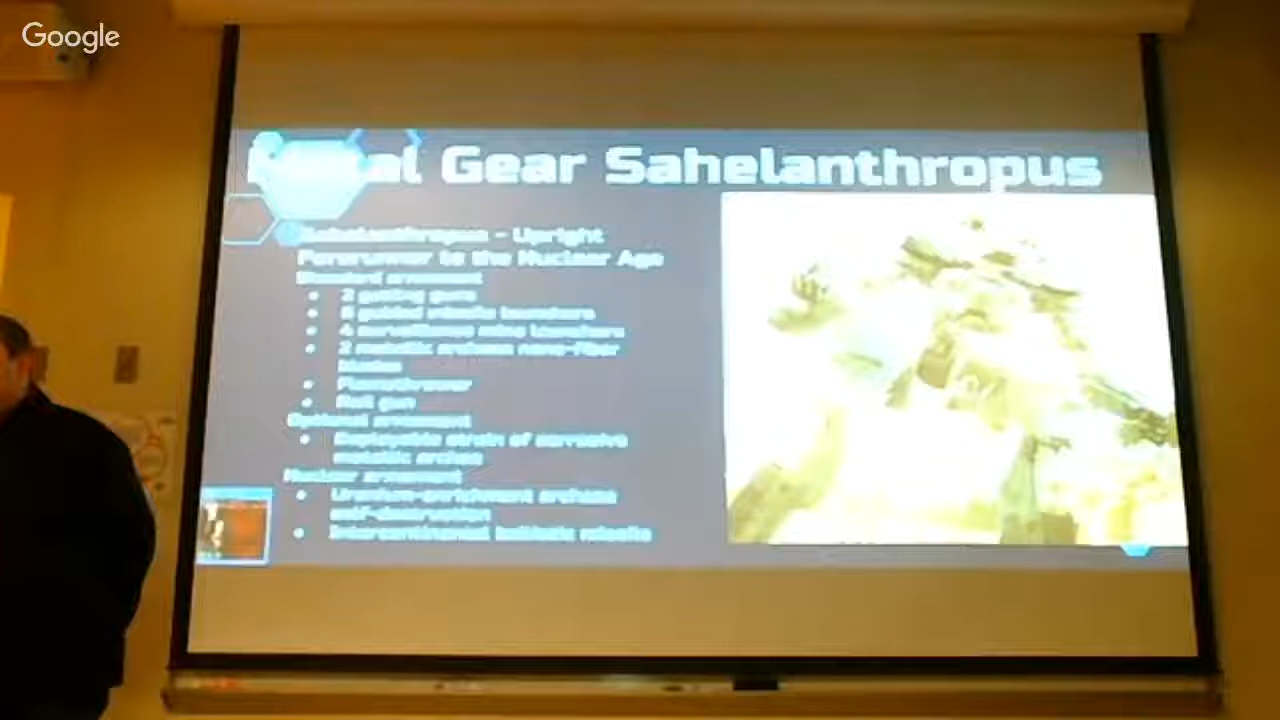 Google
Metal Gear Sahelanthropus
Sahelanthropus - Upright
Forerunner to the Nuclear Age
Standard armament
2 gatling guns
6 guided missile launchers
4 surveillance mine launchers
2 metallic archaea nano-fiber
blades
Flamethrower
Rail gun
Optional armament
Deployable strain of corrosive
metallic archaea
Nuclear armament
Uranium-enrichment archaea
self-destruction
Intercontinental ballistic missile